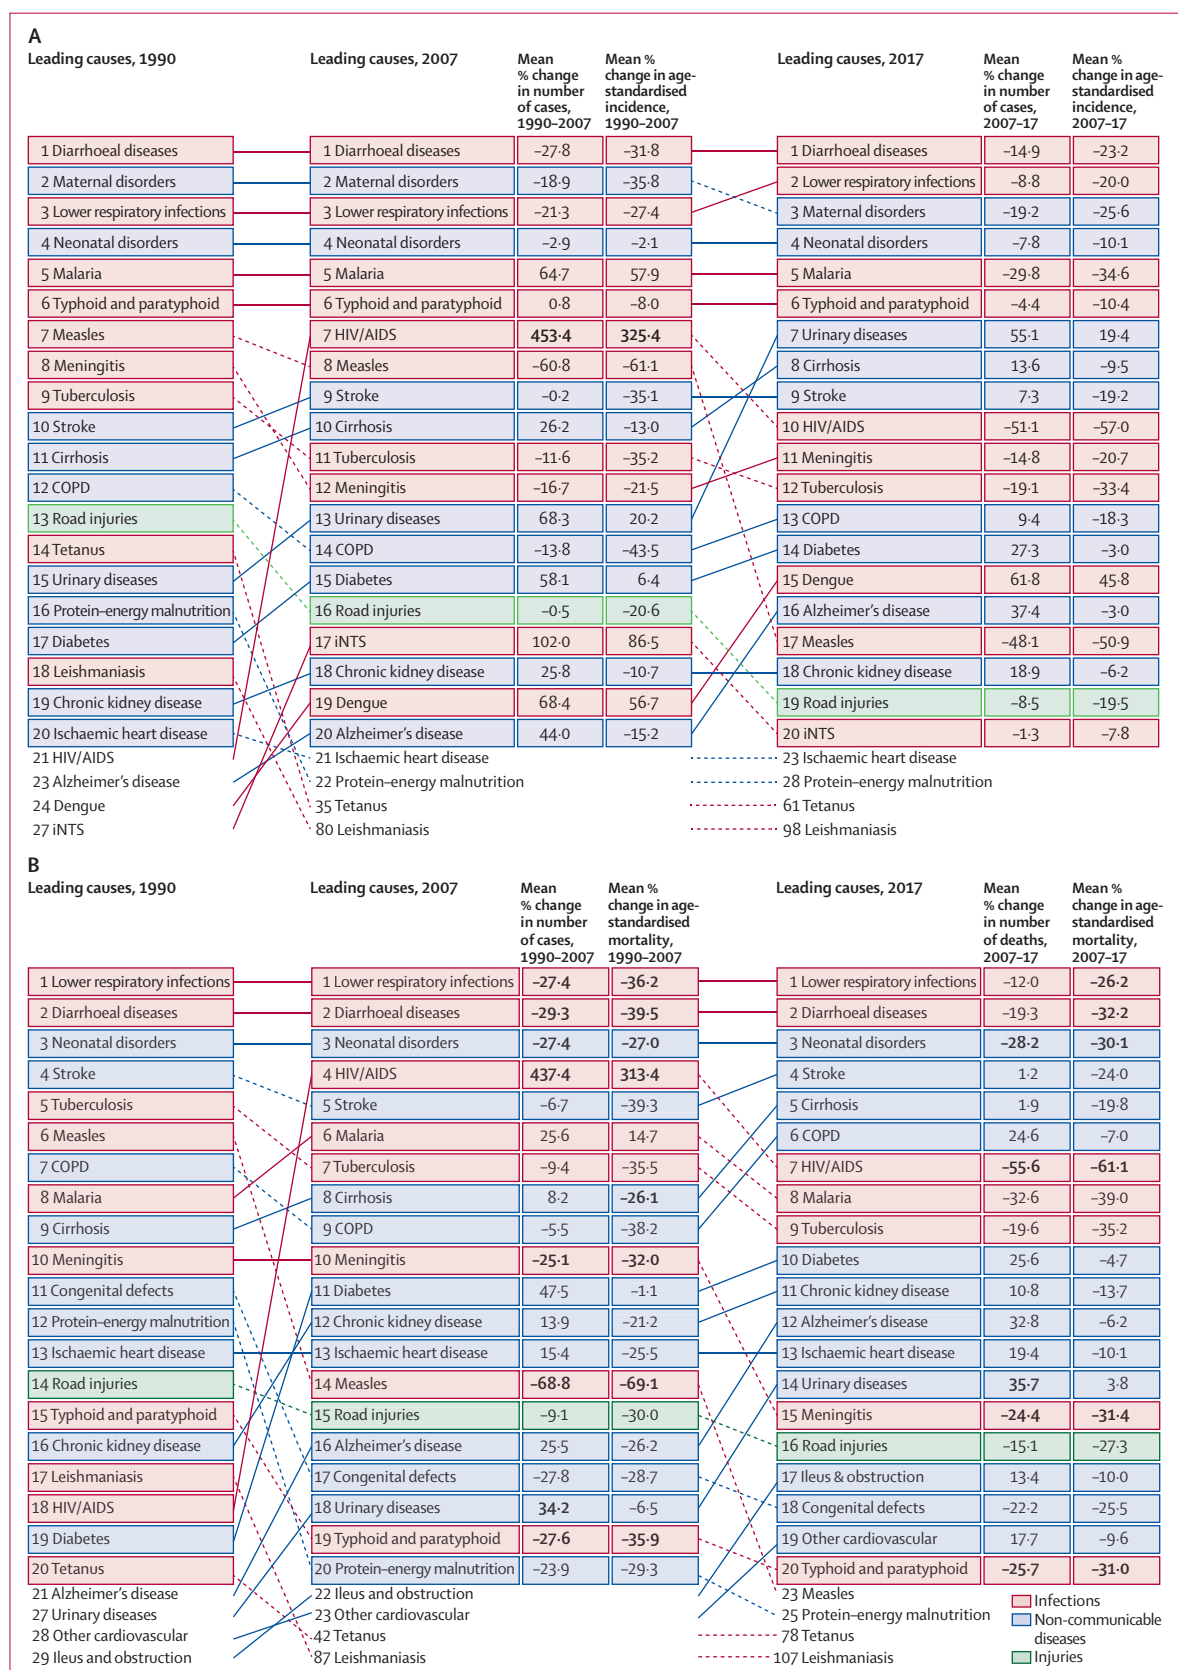 A
Leading causes, 1990
Leading causes, 2007
Mean
% change
in number
of cases,
1990–2007
Mean %
change in age-
standardised
incidence,
1990–2007
Leading causes, 2017
Mean
% change
in number
of cases,
2007–17
Mean %
change in age-
standardised
incidence,
2007–17
1 Diarrhoeal diseases 1 Diarrhoeal diseases –27·8 –31·8 1 Diarrhoeal diseases –14·9 –23·2
2 Maternal disorders 2 Maternal disorders –18·9 –35·8 2 Lower respiratory infections –8·8 –20·0
3 Lower respiratory infections 3 Lower respiratory infections –21·3 –27·4 3 Maternal disorders –19·2 –25·6
4 Neonatal disorders 4 Neonatal disorders –2·9 –2·1 4 Neonatal disorders –7·8 –10·1
5 Malaria 5 Malaria 64·7 57·9 5 Malaria –29·8 –34·6
6 Typhoid and paratyphoid 6 Typhoid and paratyphoid 0·8 –8·0 6 Typhoid and paratyphoid –4·4 –10·4
7 Measles 7 HIV/AIDS 453·4 325·4 7 Urinary diseases 55·1 19·4
8 Meningitis 8 Measles –60·8 –61·1 8 Cirrhosis 13·6 –9·5
9 Tuberculosis 9 Stroke –0·2 –35·1 9 Stroke 7·3 –19·2
10 Stroke 10 Cirrhosis 26·2 –13·0 10 HIV/AIDS –51·1 –57·0
11 Cirrhosis 11 Tuberculosis –11·6 –35·2 11 Meningitis –14·8 –20·7
12 COPD 12 Meningitis –16·7 –21·5 12 Tuberculosis –19·1 –33·4
13 Road injuries 13 Urinary diseases 68·3 20·2 13 COPD 9·4 –18·3
14 Tetanus 14 COPD –13·8 –43·5 14 Diabetes 27·3 –3·0
15 Urinary diseases 15 Diabetes 58·1 6·4 15 Dengue 61·8 45·8
16 Protein–energy malnutrition 16 Road injuries –0·5 –20·6 16 Alzheimer's disease 37·4 –3·0
17 Diabetes 17 iNTS 102·0 86·5 17 Measles –48·1 –50·9
18 Leishmaniasis 18 Chronic kidney disease 25·8 –10·7 18 Chronic kidney disease 18·9 –6·2
19 Chronic kidney disease 19 Dengue 68·4 56·7 19 Road injuries –8·5 –19·5
20 Ischaemic heart disease 20 Alzheimer's disease 44·0 –15·2 20 iNTS –1·3 –7·8
21 HIV/AIDS 21 Ischaemic heart disease 23 Ischaemic heart disease
23 Alzheimer's disease 22 Protein–energy malnutrition 28 Protein–energy malnutrition
24 Dengue 35 Tetanus 61 Tetanus
27 iNTS 80 Leishmaniasis 98 Leishmaniasis
B
Leading causes, 1990
Leading causes, 2007
Mean
% change
in number
of cases,
1990–2007
Mean %
change in age-
standardised
mortality,
1990–2007
Leading causes, 2017
Mean
% change
in number
of deaths,
2007–17
Mean %
change in age-
standardised
mortality,
2007–17
1 Lower respiratory infections 1 Lower respiratory infections –27·4 –36·2 1 Lower respiratory infections –12·0 –26·2
2 Diarrhoeal diseases 2 Diarrhoeal diseases –29·3 –39·5 2 Diarrhoeal diseases –19·3 –32·2
3 Neonatal disorders 3 Neonatal disorders –27·4 –27·0 3 Neonatal disorders –28·2 –30·1
4 Stroke 4 HIV/AIDS 437·4 313·4 4 Stroke 1·2 –24·0
5 Tuberculosis 5 Stroke –6·7 –39·3 5 Cirrhosis 1·9 –19·8
6 Measles 6 Malaria 25·6 14·7 6 COPD 24·6 –7·0
7 COPD 7 Tuberculosis –9·4 –35·5 7 HIV/AIDS –55·6 –61·1
8 Malaria 8 Cirrhosis 8·2 –26·1 8 Malaria –32·6 –39·0
9 Cirrhosis 9 COPD –5·5 –38·2 9 Tuberculosis –19·6 –35·2
10 Meningitis 10 Meningitis –25·1 –32·0 10 Diabetes 25·6 –4·7
11 Congenital defects 11 Diabetes 47·5 –1·1 11 Chronic kidney disease 10·8 –13·7
12 Protein–energy malnutrition 12 Chronic kidney disease 13·9 –21·2 12 Alzheimer's disease 32·8 –6·2
13 Ischaemic heart disease 13 Ischaemic heart disease 15·4 –25·5 13 Ischaemic heart disease 19·4 –10·1
14 Road injuries 14 Measles –68·8 –69·1 14 Urinary diseases 35·7 3·8
15 Typhoid and paratyphoid 15 Road injuries –9·1 –30·0 15 Meningitis –24·4 –31·4
16 Chronic kidney disease 16 Alzheimer's disease 25·5 –26·2 16 Road injuries –15·1 –27·3
17 Leishmaniasis 17 Congenital defects –27·8 –28·7 17 Ileus & obstruction 13·4 –10·0
18 HIV/AIDS 18 Urinary diseases 34·2 –6·5 18 Congenital defects –22·2 –25·5
19 Diabetes 19 Typhoid and paratyphoid –27·6 –35·9 19 Other cardiovascular 17·7 –9·6
20 Tetanus 20 Protein–energy malnutrition –23·9 –29·3 20 Typhoid and paratyphoid –25·7 –31·0
21 Alzheimer's disease 22 Ileus and obstruction 23 Measles
27 Urinary diseases 23 Other cardiovascular 25 Protein–energy malnutrition
28 Other cardiovascular 42 Tetanus 78 Tetanus
29 Ileus and obstruction 87 Leishmaniasis 107 Leishmaniasis
Infections
Non-communicable
diseases
Injuries